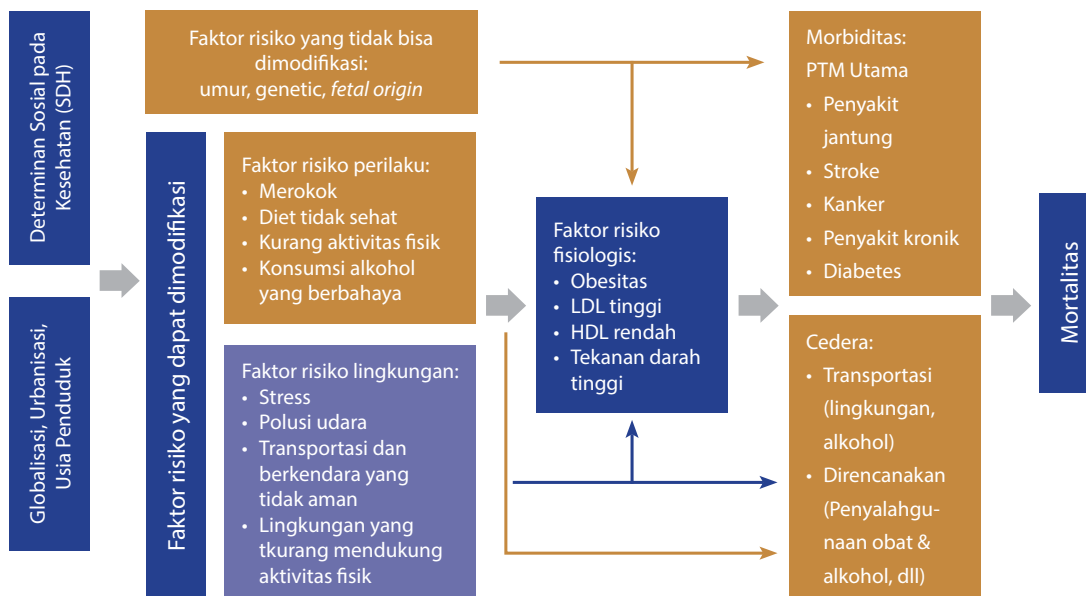 Determinan Sosial pada
Kesehatan (SDH)
Globalisasi, Urbanisasi,
Usia Penduduk
Faktor risiko yang tidak bisa
dimodifikasi:
umur, genetic, fetal origin
Faktor risiko yang dapat dimodifikasi
Faktor risiko perilaku:
• Merokok
• Diet tidak sehat
• Kurang aktivitas fisik
• Konsumsi alkohol
yang berbahaya
Faktor risiko lingkungan:
• Stress
• Polusi udara
• Transportasi dan
berkendara yang
tidak aman
• Lingkungan yang
tkurang mendukung
aktivitas fisik
Faktor risiko
fisiologis:
• Obesitas
• LDL tinggi
• HDL rendah
• Tekanan darah
tinggi
Morbiditas:
PTM Utama
• Penyakit
jantung
• Stroke
• Kanker
• Penyakit kronik
• Diabetes
Cedera:
• Transportasi
(lingkungan,
alkohol)
• Direncanakan
(Penyalahgu-
naan obat &
alkohol, dll)
Mortalitas